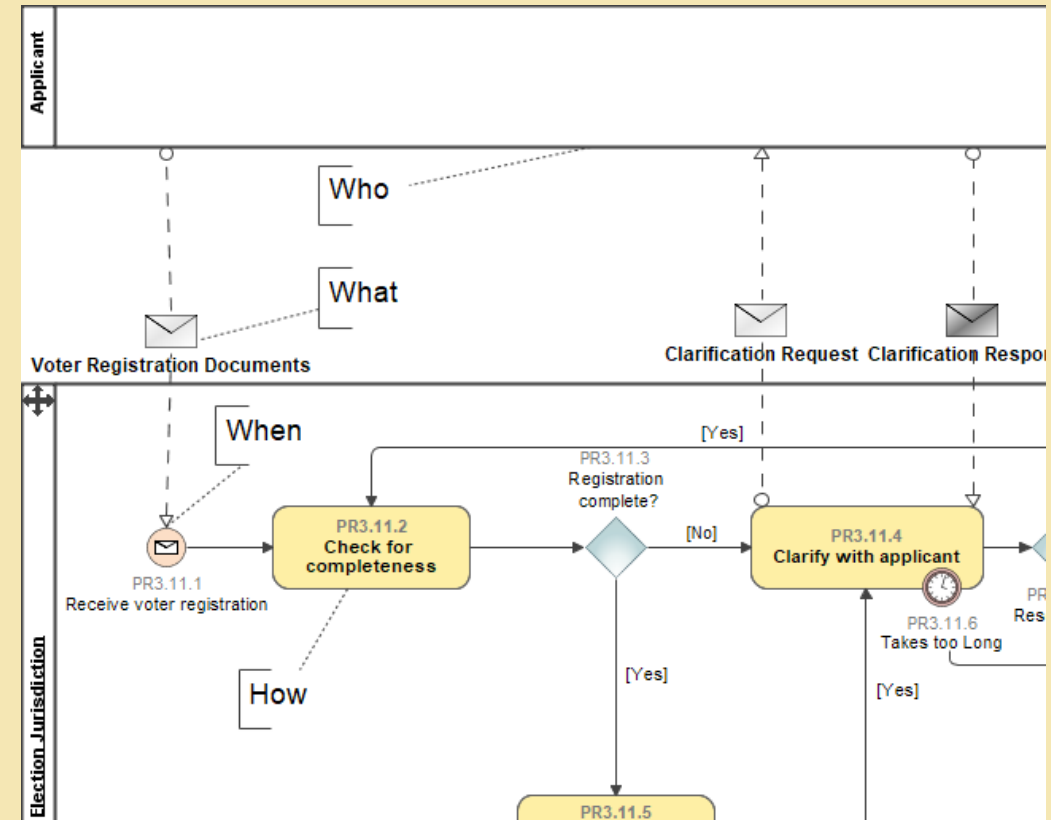 Applicant
Who
What
Voter Registration Documents
Clarification Request
Clarification
When
[Yes]
PR3.11.3
Registration
complete?
PR3.11.2
Check for
completeness
[No]
PR3.11.4
Clarify with applicant
PR3.11.1
Receive voter registration
PR3.11.6
Takes too Long
How
[Yes]
[Yes]
Election Jurisdiction
PR3.11.5